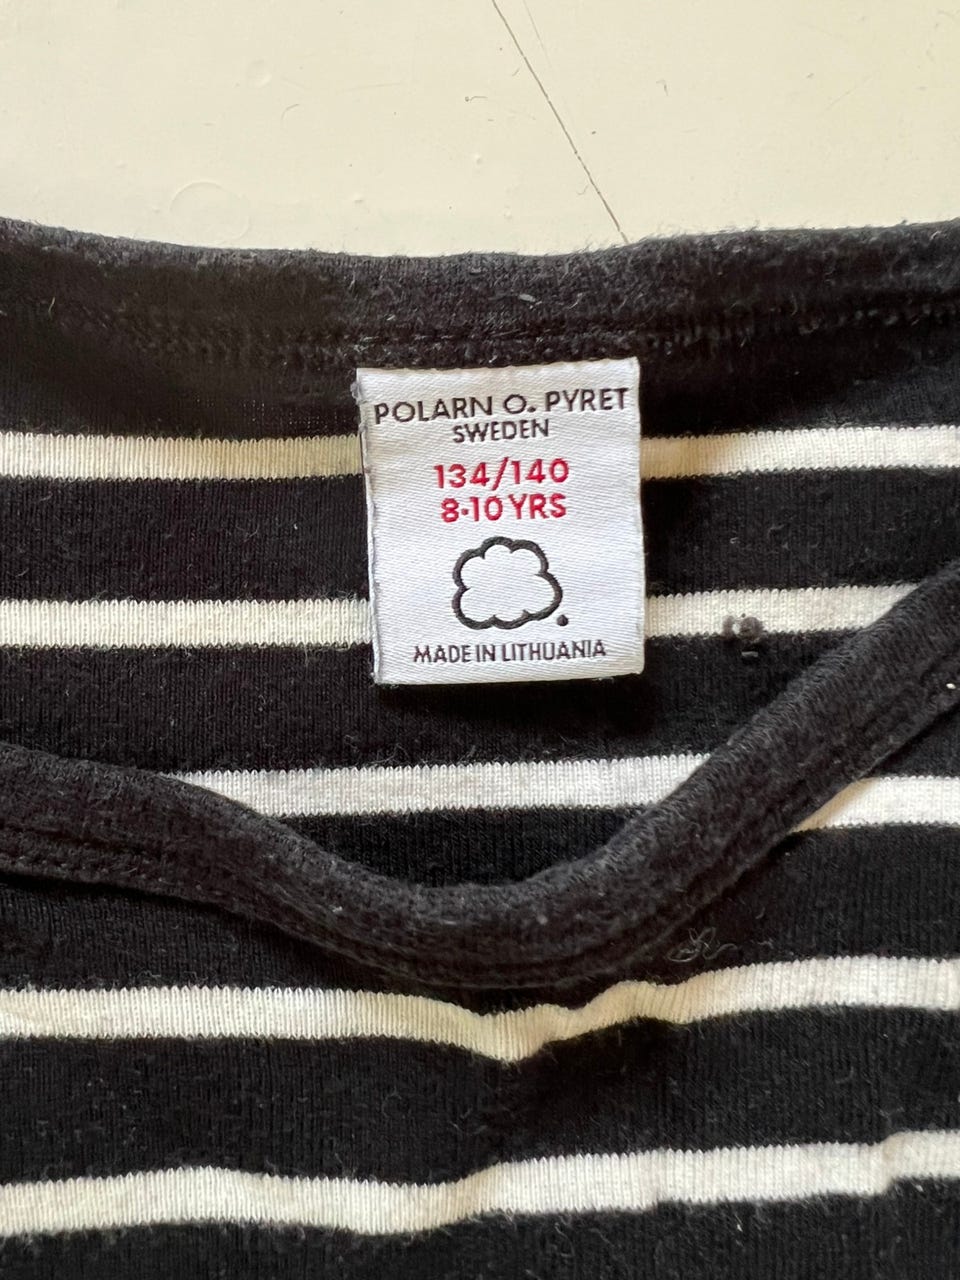 POLARN O. PYRET
SWEDEN
134/140
8-10 YRS
MADE IN LITHUANIA